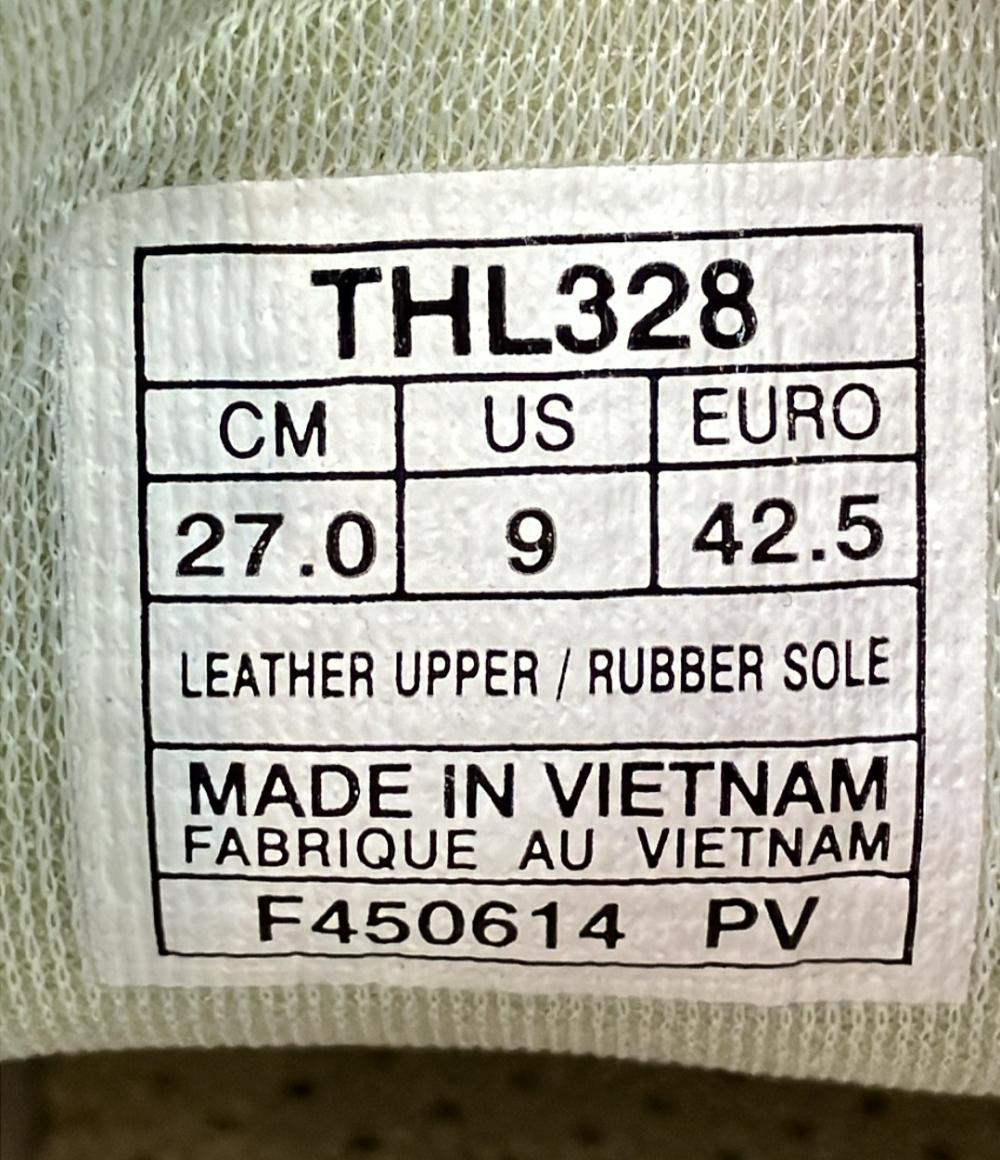 THL328
CM US EURO
27.0 9 42.5
LEATHER UPPER / RUBBER SOLE
MADE IN VIETNAM
FABRIQUE AU VIETNAM
F450614 PV